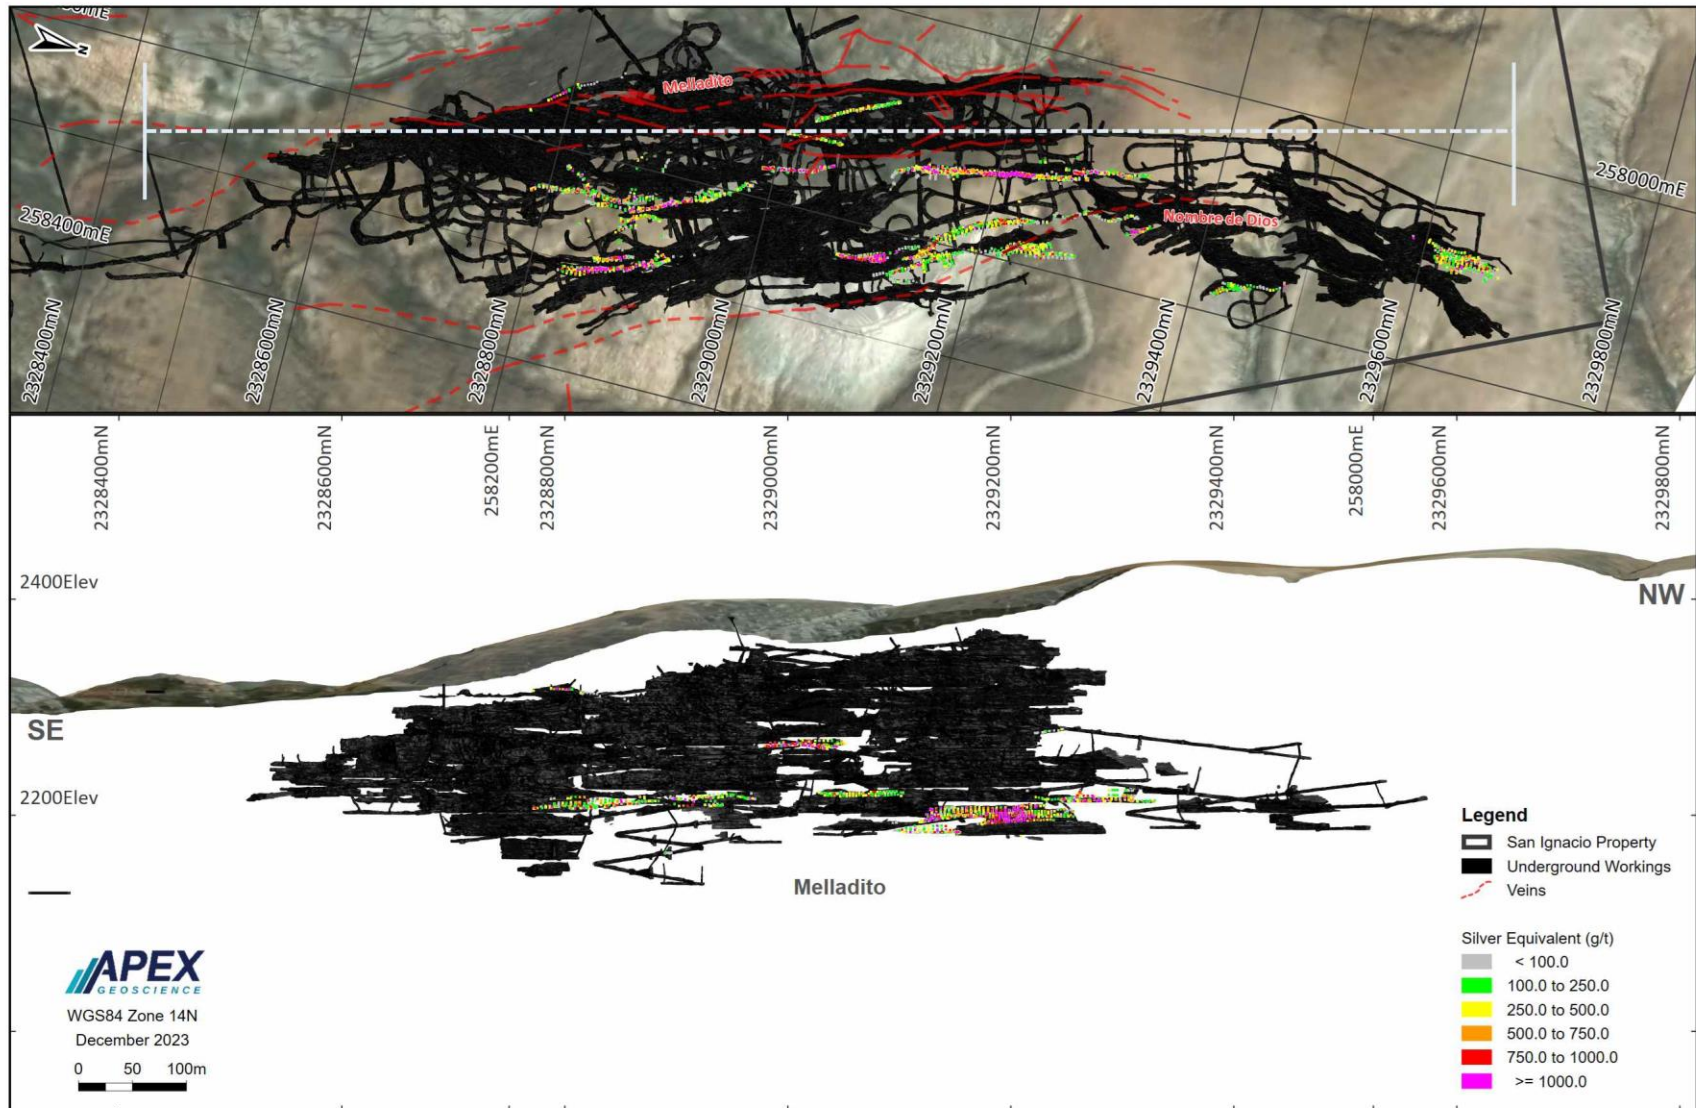 N
Melladito
Nombre de Dios
258400mE
258000mE
2328400mN
2328600mN
2328800mN
2329000mN
2329200mN
2329400mN
2329600mN
2329800mN
2328400mN
2328600mN
258200mE
2328800mN
2329000mN
2329200mN
2329400mN
258000mE
2329600mN
2329800mN
2400Elev
NW
SE
2200Elev
Melladito
Legend
San Ignacio Property
Underground Workings
Veins
Silver Equivalent (g/t)
< 100.0
100.0 to 250.0
250.0 to 500.0
500.0 to 750.0
750.0 to 1000.0
>= 1000.0
APEX
GEOSCIENCE
WGS84 Zone 14N
December 2023
0 50 100m